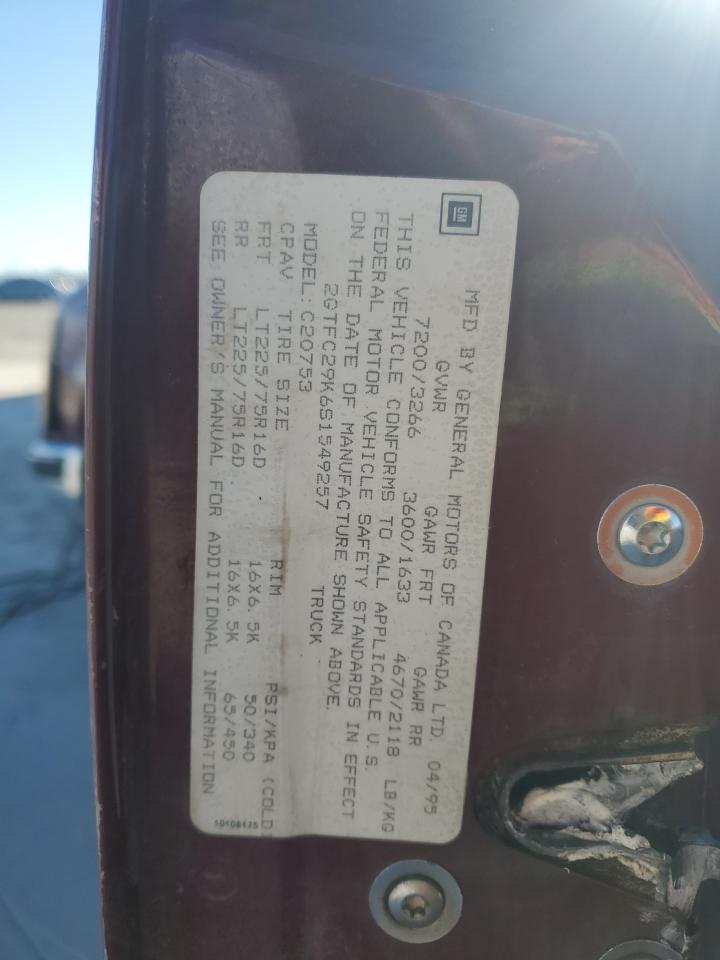 GM
MFD BY GENERAL MOTORS OF CANADA LTD. 04/95
GVWR GAWR FRT GAWR RR
7200/3266 3600/1633 4670/2118 LB/KG
THIS VEHICLE CONFORMS TO ALL APPLICABLE U.S.
FEDERAL MOTOR VEHICLE SAFETY STANDARDS IN EFFECT
ON THE DATE OF MANUFACTURE SHOWN ABOVE.
2GTFC29K6S1549257 TRUCK
MODEL:C20753
CPAV TIRE SIZE RIM PSI/KPA (COLD)
FRT LT225/75R16D 16X6.5K 50/340
RR LT225/75R16D 16X6.5K 65/450
SEE OWNER'S MANUAL FOR ADDITIONAL INFORMATION